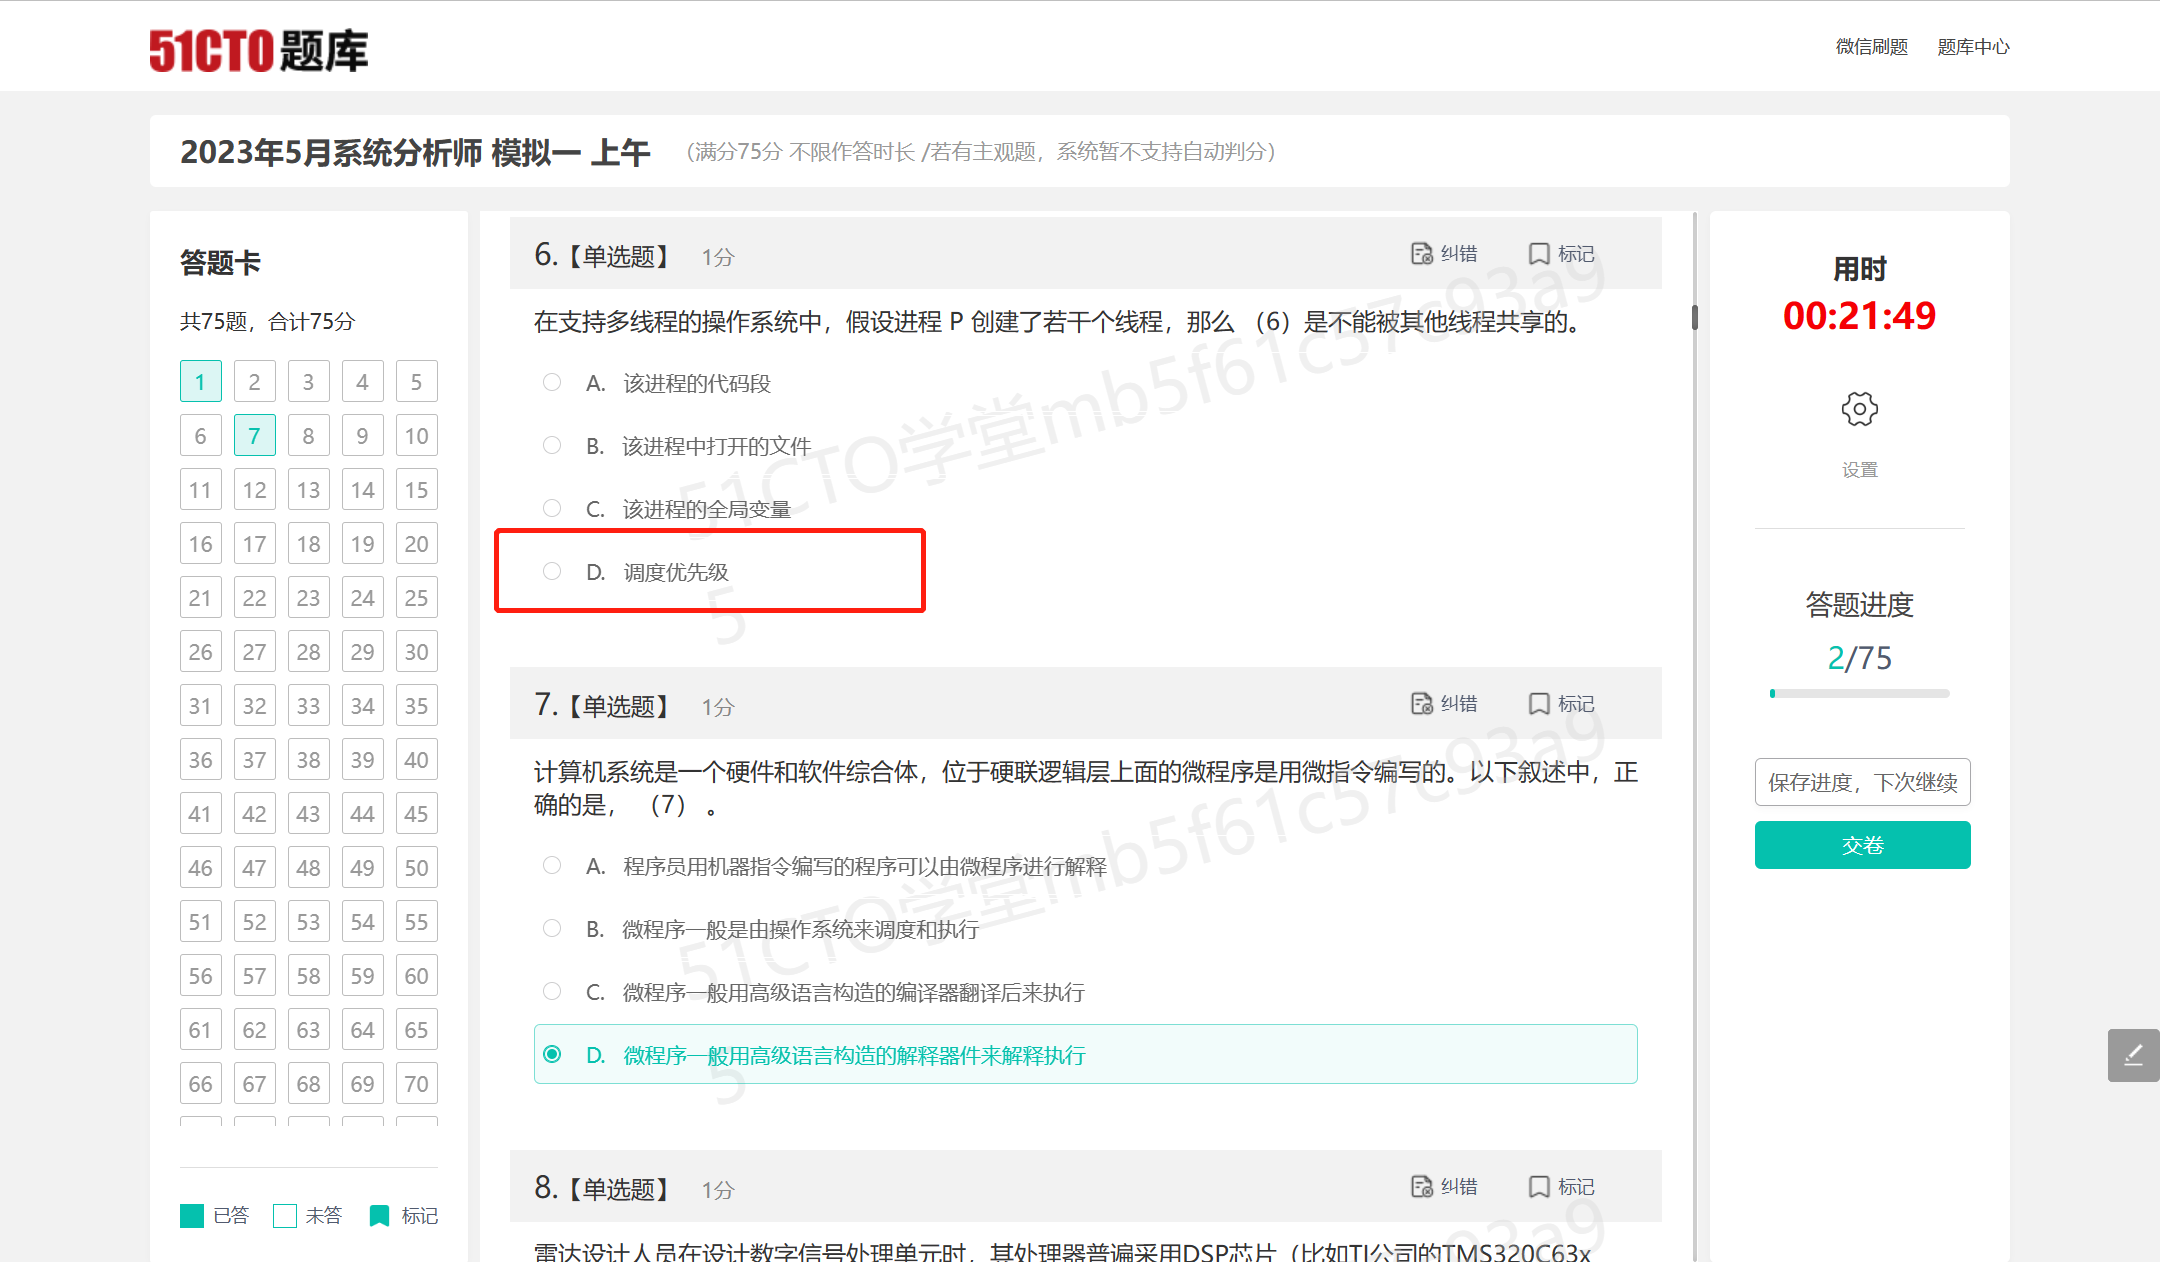 51CTO题库
微信刷题 题库中心
2023年5月系统分析师 模拟一 上午 （满分75分 不限作答时长 /若有主观题，系统暂不支持自动判分）
答题卡
共75题，合计75分
1 2 3 4 5
6 7 8 9 10
11 12 13 14 15
16 17 18 19 20
21 22 23 24 25
26 27 28 29 30
31 32 33 34 35
36 37 38 39 40
41 42 43 44 45
46 47 48 49 50
51 52 53 54 55
56 57 58 59 60
61 62 63 64 65
66 67 68 69 70
已答 未答 标记
6.【单选题】 1分 纠错 标记
在支持多线程的操作系统中，假设进程 P 创建了若干个线程，那么 （6）是不能被其他线程共享的。
A. 该进程的代码段
B. 该进程中打开的文件
C. 该进程的全局变量
D. 调度优先级
51CTO学堂mb5f61c57c93a9
5
7.【单选题】 1分 纠错 标记
计算机系统是一个硬件和软件综合体，位于硬联逻辑层上面的微程序是用微指令编写的。以下叙述中，正
确的是， （7） 。
A. 程序员用机器指令编写的程序可以由微程序进行解释
B. 微程序一般是由操作系统来调度和执行
C. 微程序一般用高级语言构造的编译器翻译后来执行
D. 微程序一般用高级语言构造的解释器件来解释执行
51CTO学堂mb5f61c57c93a9
5
8.【单选题】 1分 纠错 标记
雷达设计人员在设计数字信号处理单元时，其处理器普遍采用DSP芯片（比如TI公司的TMS320C63x
用时
00:21:49
设置
答题进度
2/75
保存进度，下次继续
交卷